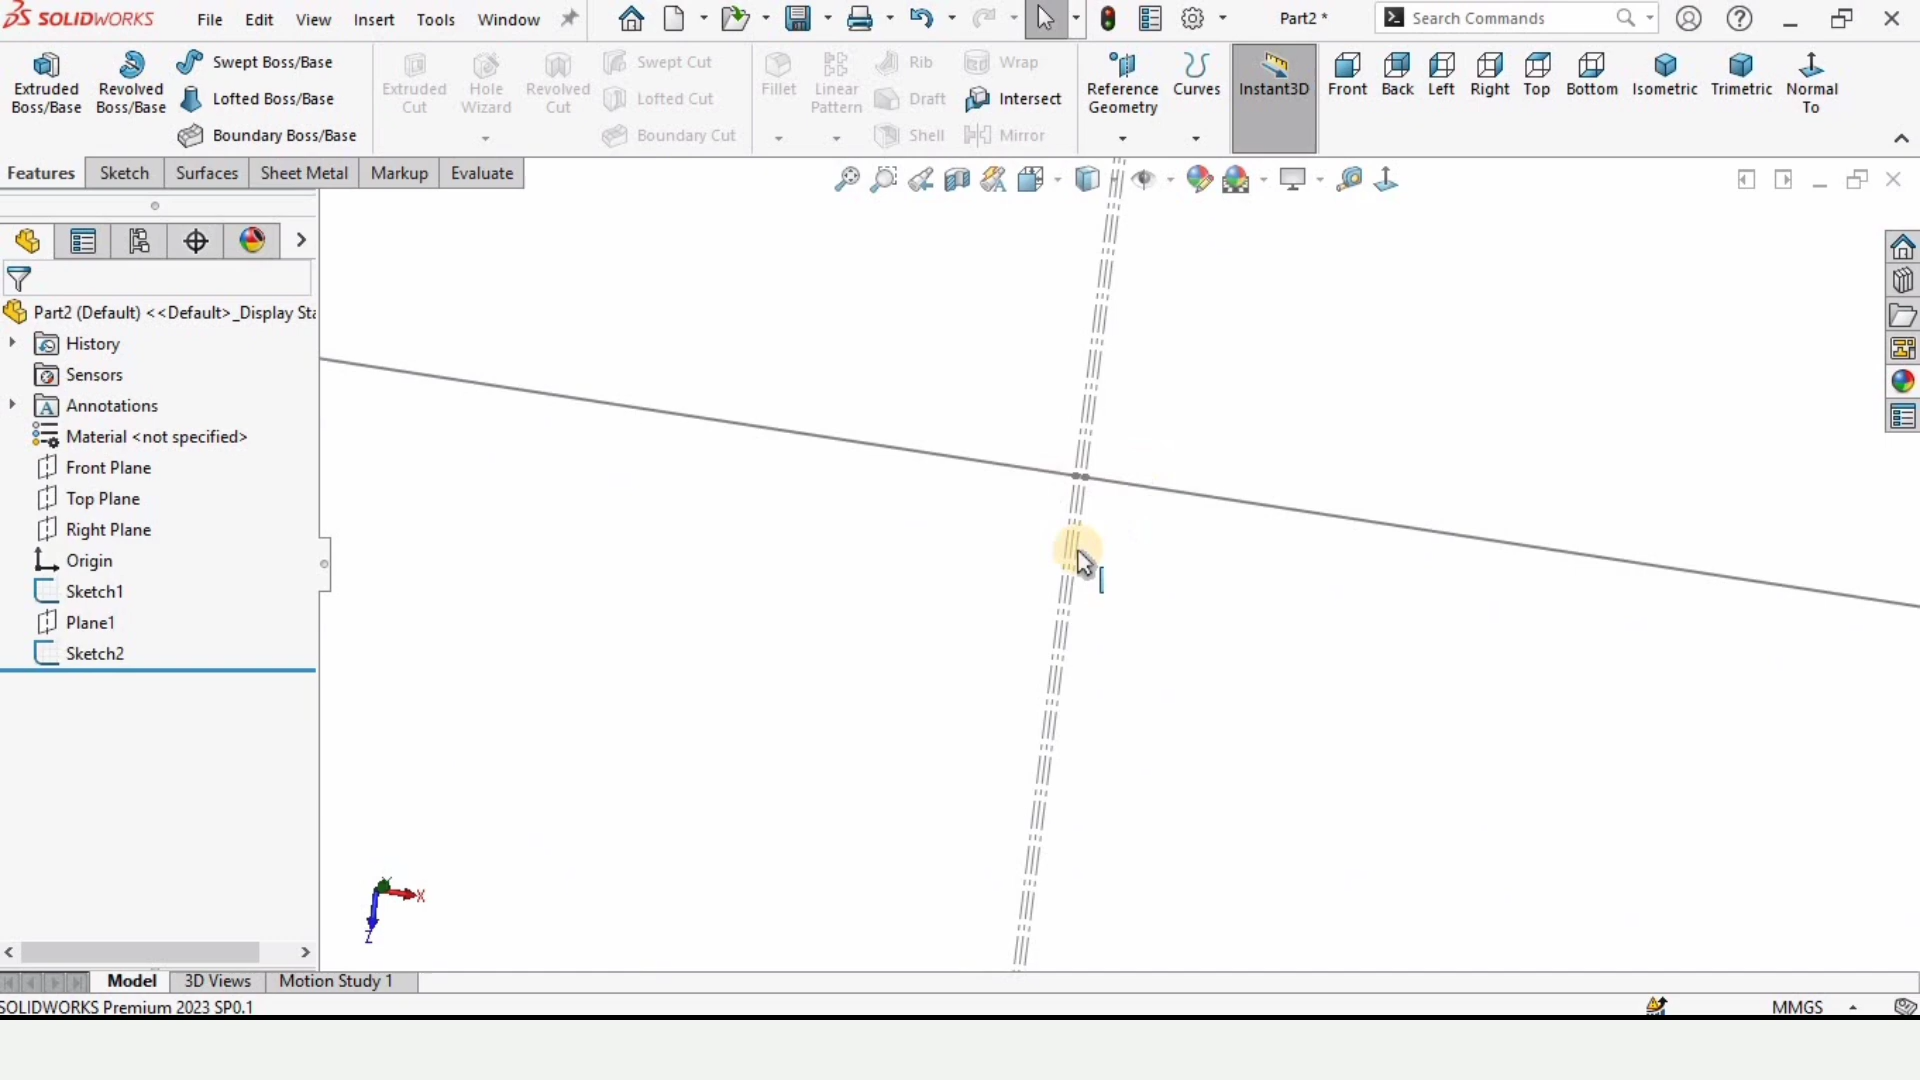 SOLIDWORKS File Edit View Insert Tools Window Part2 * Search Commands
Extruded Boss/Base
Revolved Boss/Base
Swept Boss/Base
Lofted Boss/Base
Boundary Boss/Base
Extruded Cut
Hole Wizard
Revolved Cut
Swept Cut
Lofted Cut
Boundary Cut
Fillet
Linear Pattern
Rib
Draft
Shell
Wrap
Intersect
Mirror
Reference Geometry
Curves
Instant3D
Front
Back
Left
Right
Top
Bottom
Isometric
Trimetric
Normal To
Features Sketch Surfaces Sheet Metal Markup Evaluate
Part2 (Default) <<Default>_Display Sta
History
Sensors
Annotations
Material <not specified>
Front Plane
Top Plane
Right Plane
Origin
Sketch1
Plane1
Sketch2
Y
X
Z
Model 3D Views Motion Study 1
SOLIDWORKS Premium 2023 SP0.1 MMGS